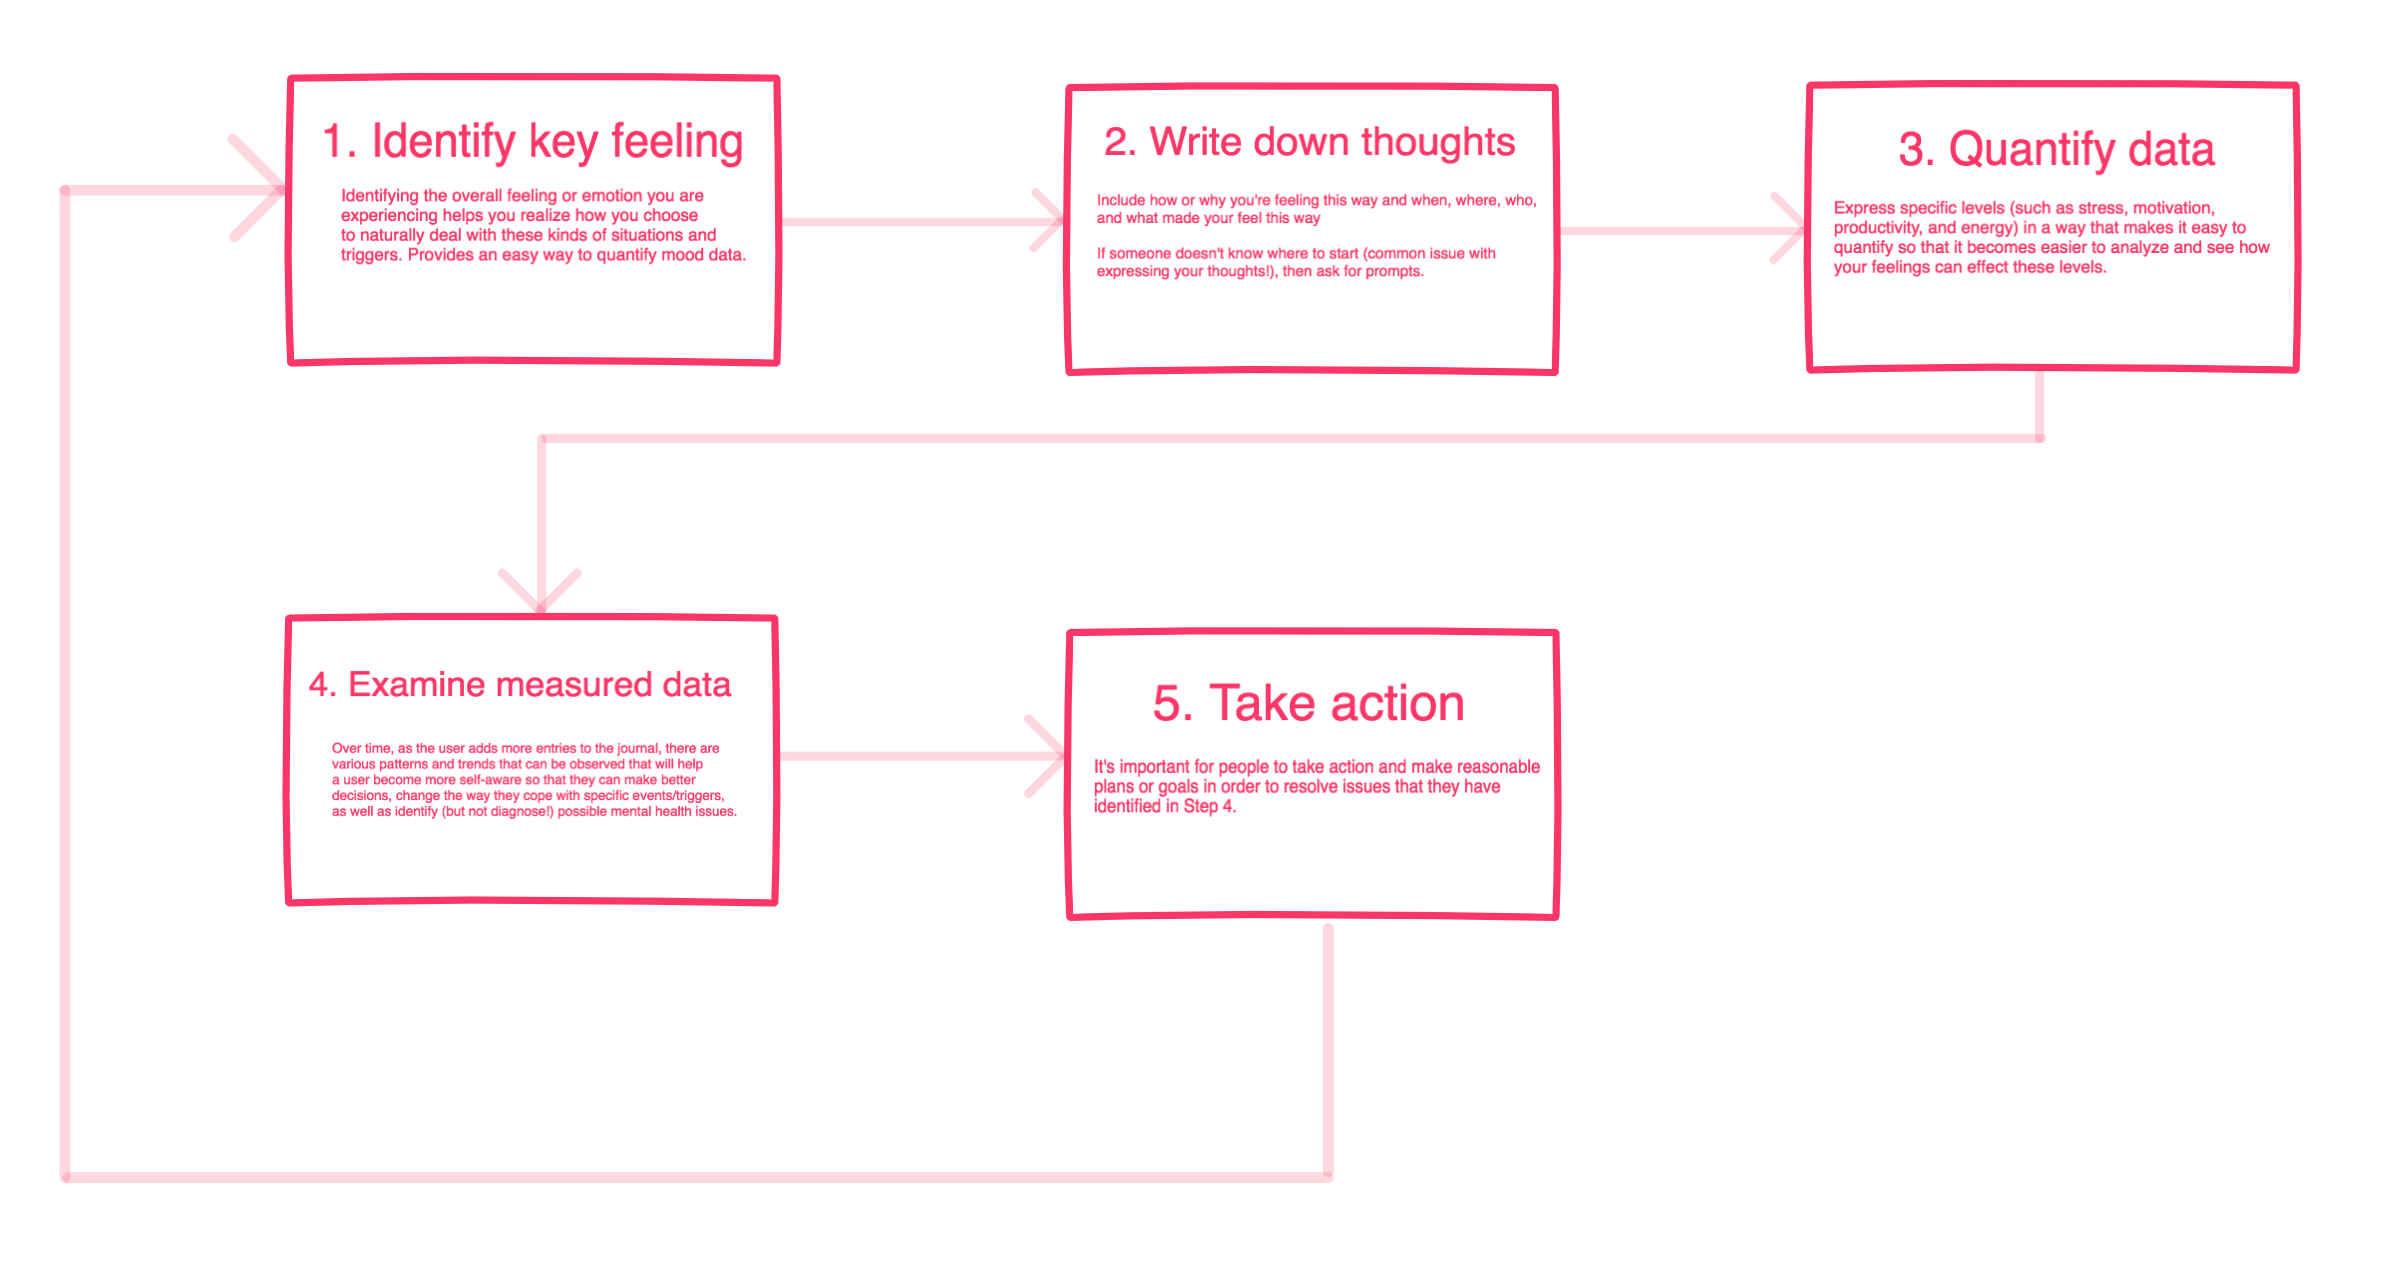 1. Identify key feeling
Identifying the overall feeling or emotion you are
experiencing helps you realize how you choose
to naturally deal with these kinds of situations and
triggers. Provides an easy way to quantify mood data.
2. Write down thoughts
Include how or why you're feeling this way and when, where, who,
and what made your feel this way
If someone doesn't know where to start (common issue with
expressing your thoughts!), then ask for prompts.
3. Quantify data
Express specific levels (such as stress, motivation,
productivity, and energy) in a way that makes it easy to
quantify so that it becomes easier to analyze and see how
your feelings can effect these levels.
4. Examine measured data
Over time, as the user adds more entries to the journal, there are
various patterns and trends that can be observed that will help
a user become more self-aware so that they can make better
decisions, change the way they cope with specific events/triggers,
as well as identify (but not diagnose!) possible mental health issues.
5. Take action
It's important for people to take action and make reasonable
plans or goals in order to resolve issues that they have
identified in Step 4.